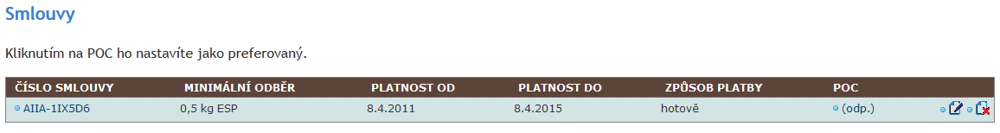 Smlouvy
Kliknutím na POC ho nastavíte jako preferovaný.
ČÍSLO SMLOUVY MINIMÁLNÍ ODBĚR PLATNOST OD PLATNOST DO ZPŮSOB PLATBY POC
AIIA-1IX5D6 0,5 kg ESP 8.4.2011 8.4.2015 hotově (odp.)